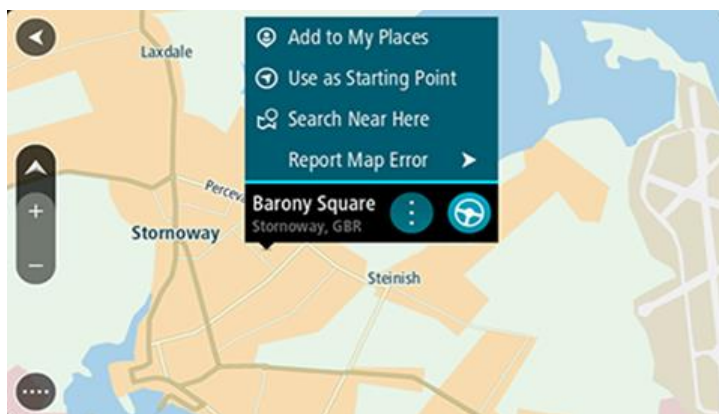 Laxdale
Add to My Places
Use as Starting Point
Search Near Here
Report Map Error
Barony Square
Stornoway, GBR
Stornoway
Steinish